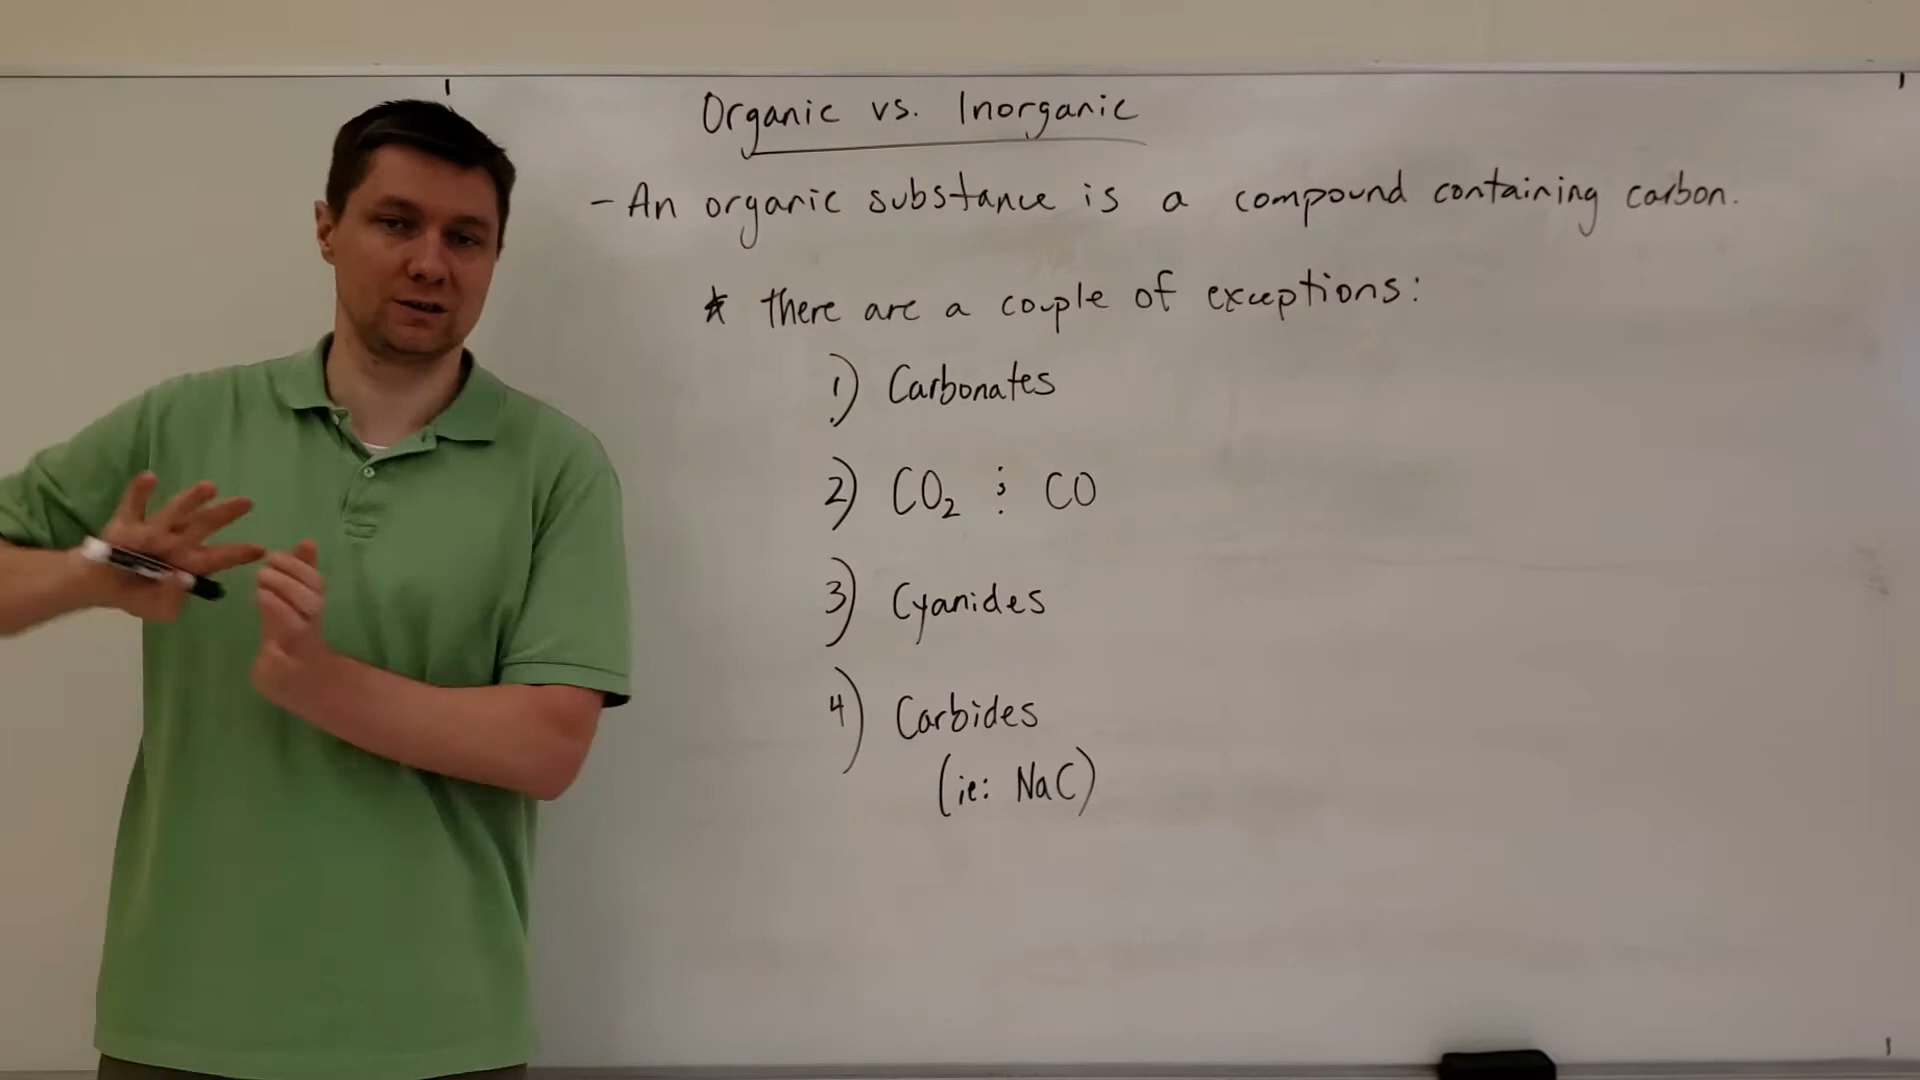 Organic vs. Inorganic
- An organic substance is a compound containing carbon.
* there are a couple of exceptions:
1) Carbonates
2) CO₂ & CO
3) Cyanides
4) Carbides
(ie: NaC)